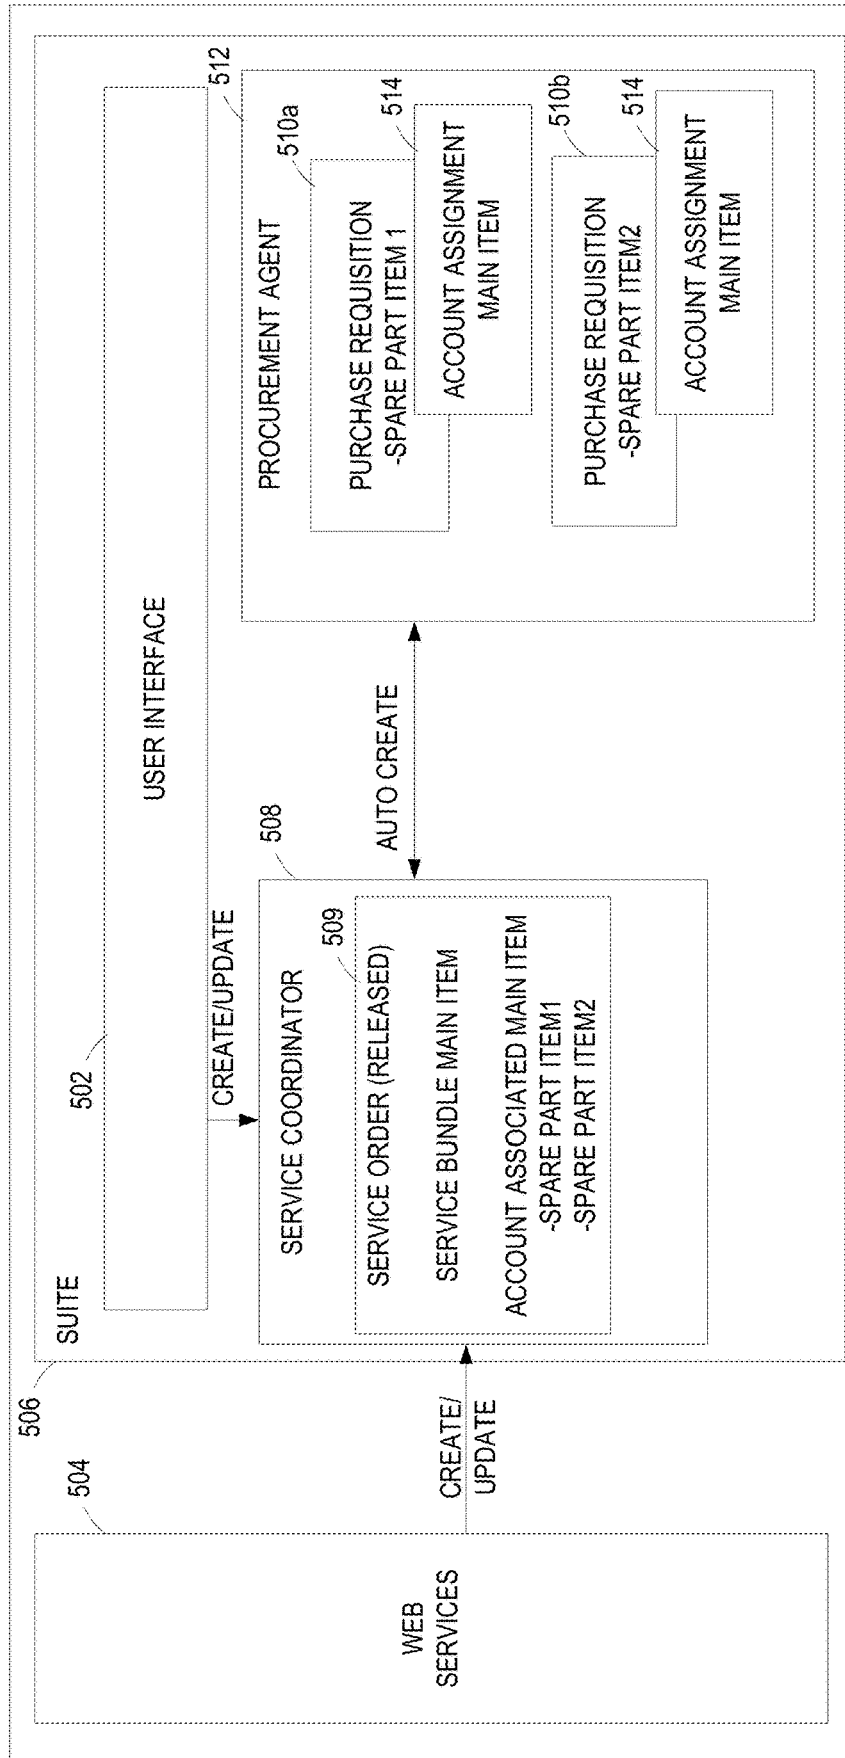 504
WEB
SERVICES
CREATE/
UPDATE
506
SUITE
502
USER INTERFACE
CREATE/UPDATE
508
SERVICE COORDINATOR
509
SERVICE ORDER (RELEASED)
SERVICE BUNDLE MAIN ITEM
ACCOUNT ASSOCIATED MAIN ITEM
-SPARE PART ITEM1
-SPARE PART ITEM2
AUTO CREATE
512
PROCUREMENT AGENT
510a
PURCHASE REQUISITION
-SPARE PART ITEM 1
514
ACCOUNT ASSIGNMENT
MAIN ITEM
510b
PURCHASE REQUISITION
-SPARE PART ITEM2
514
ACCOUNT ASSIGNMENT
MAIN ITEM